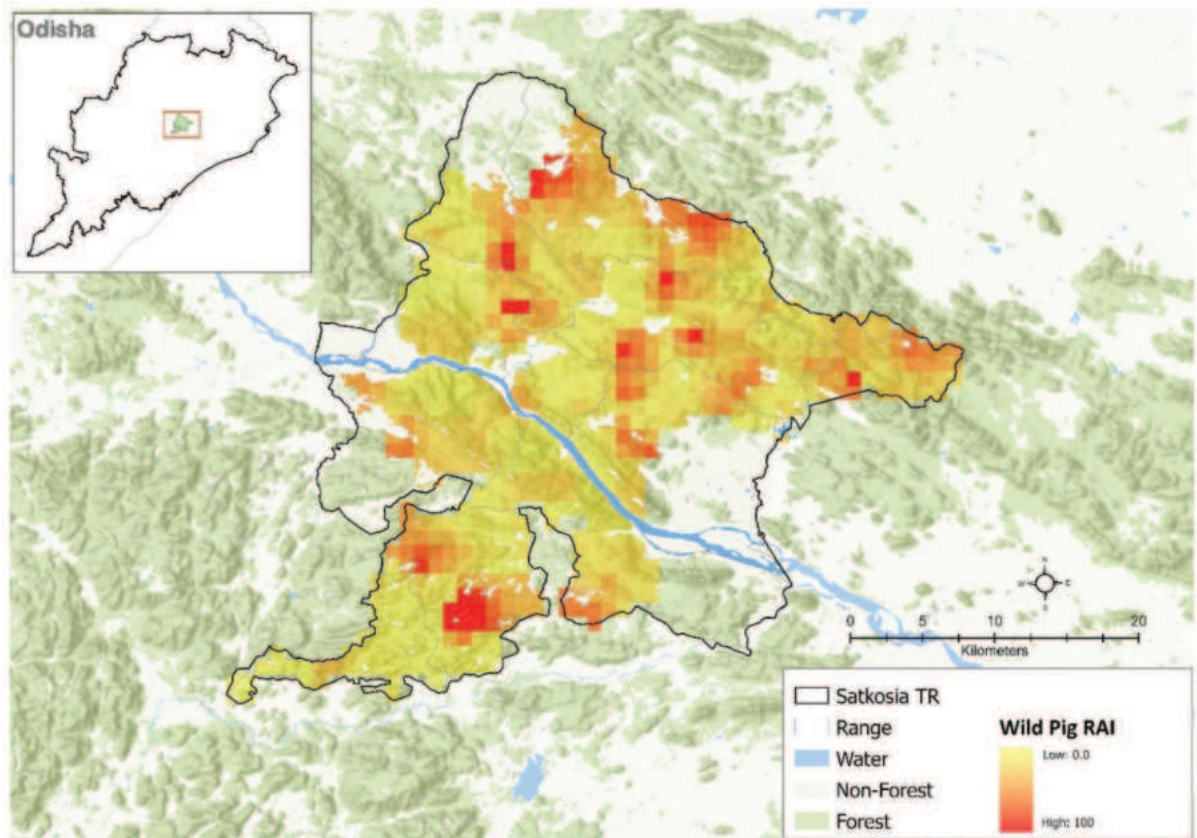 Odisha
N
W
E
S
0
5
10
20
Kilometers
Satkosia TR
Range
Water
Non-Forest
Forest
Wild Pig RAI
Low: 0.0
High: 100